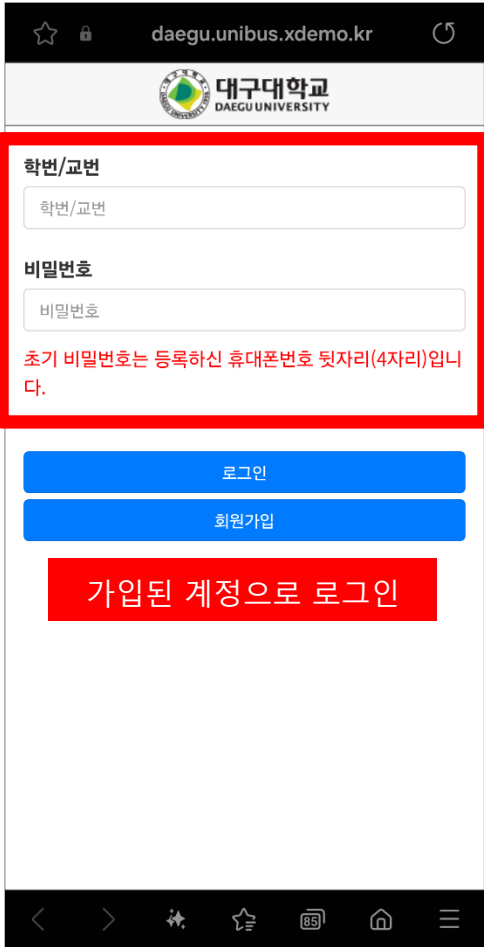 daegu.unibus.xdemo.kr
대구대학교
DAEGU UNIVERSITY
학번/교번
학번/교번
비밀번호
비밀번호
초기 비밀번호는 등록하신 휴대폰번호 뒷자리(4자리)입니
다.
로그인
회원가입
가입된 계정으로 로그인
85